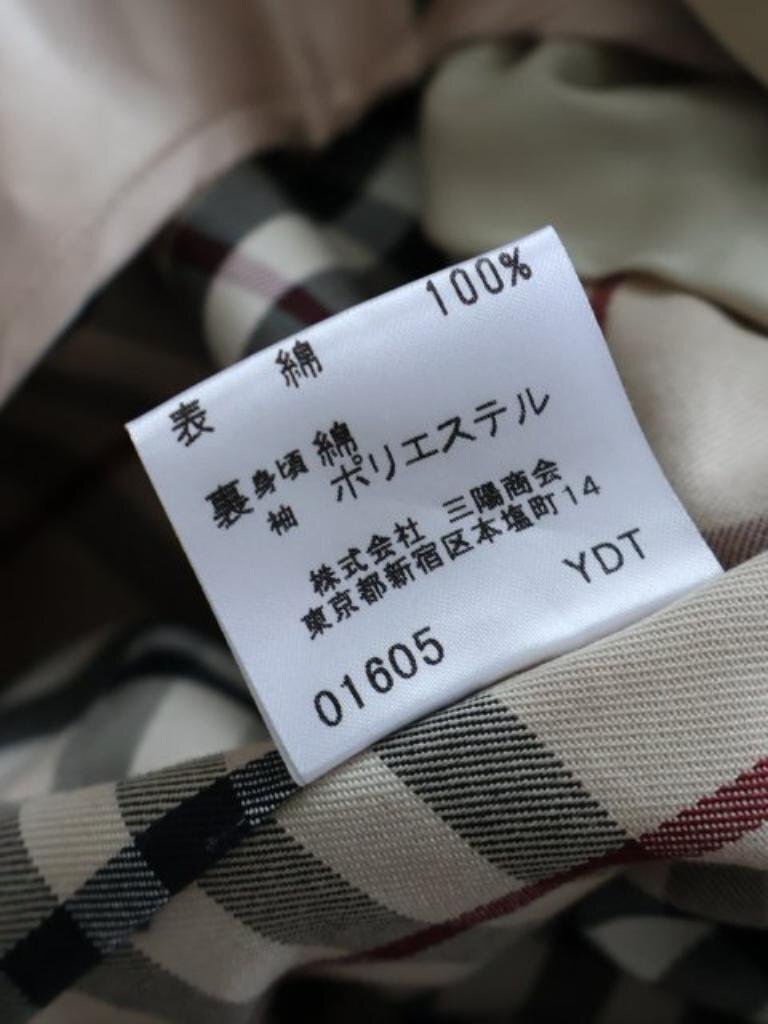 表 綿 100%
裏 身頃 綿
袖 ポリエステル
株式会社 三陽商会
東京都新宿区本塩町14
YDT
01605